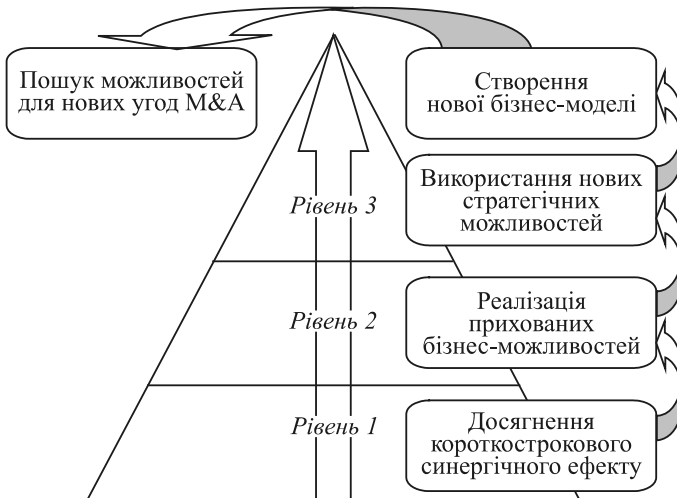 Пошук можливостей
для нових угод M&A
Створення
нової бізнес-моделі
Рівень 3
Використання нових
стратегічних
можливостей
Рівень 2
Реалізація
прихованих
бізнес-можливостей
Рівень 1
Досягнення
короткострокового
синергічного ефекту